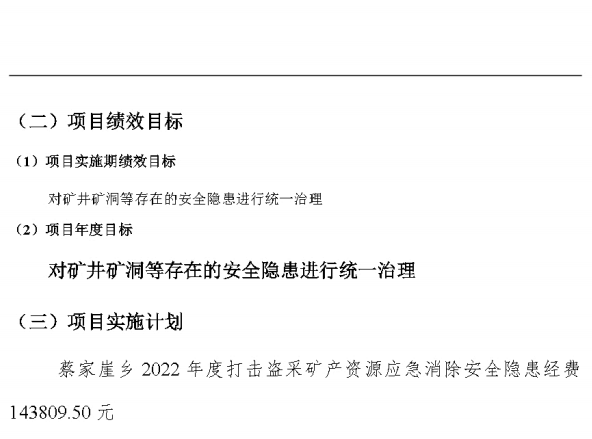 （二）项目绩效目标
（1）项目实施期绩效目标
对矿井矿洞等存在的安全隐患进行统一治理
（2）项目年度目标
对矿井矿洞等存在的安全隐患进行统一治理
（三）项目实施计划
蔡家崖乡 2022 年度打击盗采矿产资源应急消除安全隐患经费
143809.50 元